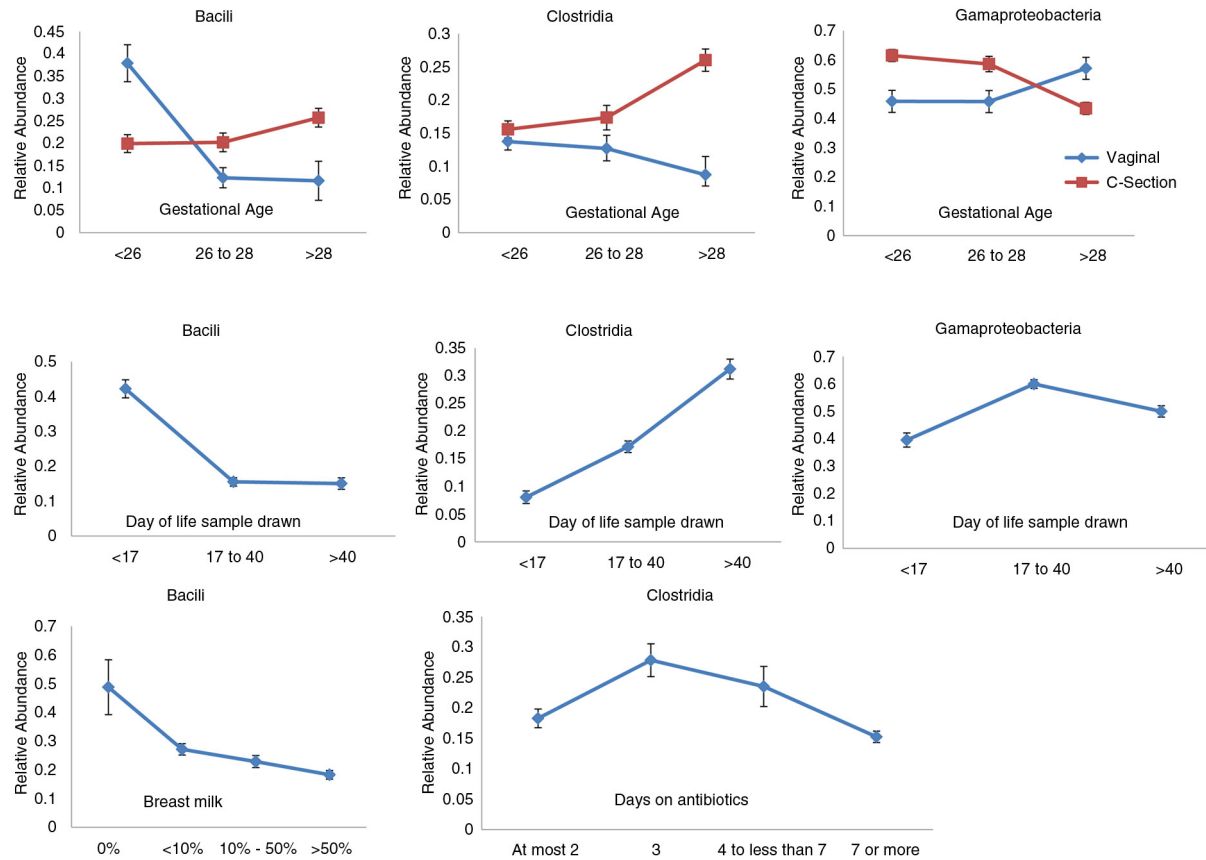 Bacili
Clostridia
Gamaproteobacteria
Relative Abundance
0.45
0.4
0.35
0.3
0.25
0.2
0.15
0.1
0.05
0
Gestational Age
<26 26 to 28 >28
Relative Abundance
0.3
0.25
0.2
0.15
0.1
0.05
0
Gestational Age
<26 26 to 28 >28
Relative Abundance
0.7
0.6
0.5
0.4
0.3
0.2
0.1
0
Vaginal
C-Section
Gestational Age
<26 26 to 28 >28
Bacili
Relative Abundance
0.5
0.4
0.3
0.2
0.1
0
Day of life sample drawn
<17 17 to 40 >40
Clostridia
Relative Abundance
0.35
0.3
0.25
0.2
0.15
0.1
0.05
0
Day of life sample drawn
<17 17 to 40 >40
Gamaproteobacteria
Relative Abundance
0.7
0.6
0.5
0.4
0.3
0.2
0.1
0
Day of life sample drawn
<17 17 to 40 >40
Bacili
Relative Abundance
0.7
0.6
0.5
0.4
0.3
0.2
0.1
0
Breast milk
0% <10% 10% - 50% >50%
Clostridia
Relative Abundance
0.35
0.3
0.25
0.2
0.15
0.1
0.05
0
Days on antibiotics
At most 2 3 4 to less than 7 7 or more